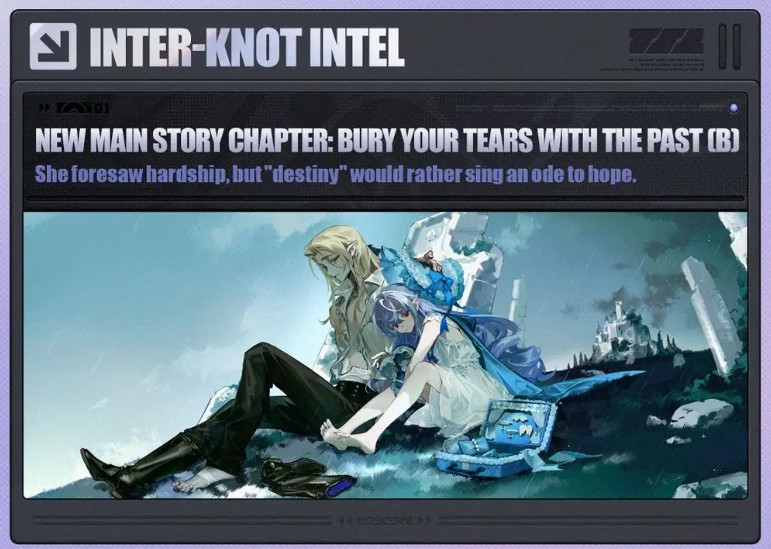 INTER-KNOT INTEL
NEW MAIN STORY CHAPTER: BURY YOUR TEARS WITH THE PAST (B)
She foresaw hardship, but "destiny" would rather sing an ode to hope.